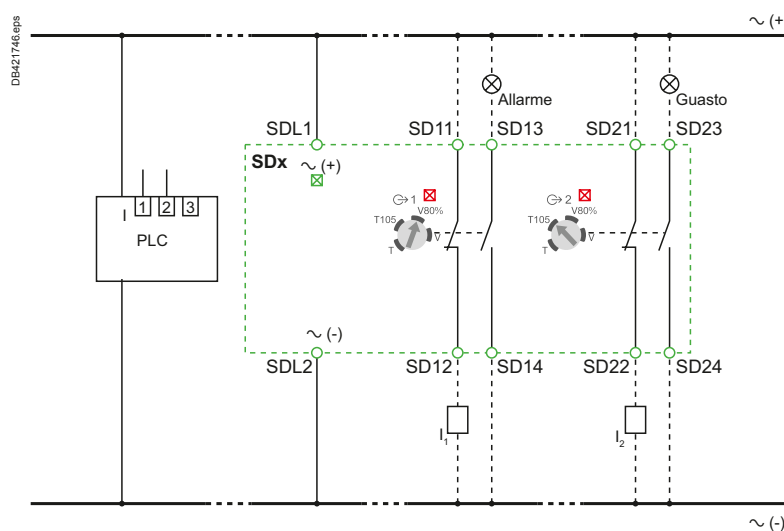 DB421746.eps
∼ (+
Allarme
Guasto
SDL1
SD11
SD13
SD21
SD23
SDx ∼ (+)
1
V80%
T105
V
T
2
V80%
T105
V
T
I 1 2 3
PLC
∼ (-)
SDL2
SD12
SD14
SD22
SD24
I1
I2
∼ (-)